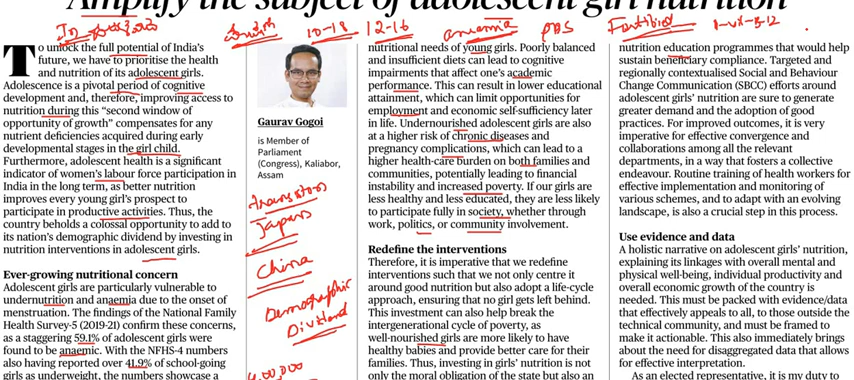 Amplify the subject of adolescent girl nutrition
10-18
12-16
anaemia
PDS
To unlock the full potential of India's
future, we have to prioritise the health
and nutrition of its adolescent girls.
Adolescence is a pivotal period of cognitive
development and, therefore, improving access to
nutrition during this “second window of
opportunity of growth” compensates for any
nutrient deficiencies acquired during early
developmental stages in the girl child.
Furthermore, adolescent health is a significant
indicator of women's labour force participation in
India in the long term, as better nutrition
improves every young girl's prospect to
participate in productive activities. Thus, the
country beholds a colossal opportunity to add to
its nation's demographic dividend by investing in
nutrition interventions in adolescent girls.
Ever-growing nutritional concern
Adolescent girls are particularly vulnerable to
undernutrition and anaemia due to the onset of
menstruation. The findings of the National Family
Health Survey-5 (2019-21) confirm these concerns,
as a staggering 59.1% of adolescent girls were
found to be anaemic. With the NFHS-4 numbers
also having reported over 41.9% of school-going
girls as underweight, the numbers showcase a
Gaurav Gogoi
is Member of
Parliament
(Congress), Kaliabor,
Assam
Japan
China
Demographic
Dividend
nutritional needs of young girls. Poorly balanced
and insufficient diets can lead to cognitive
impairments that affect one's academic
performance. This can result in lower educational
attainment, which can limit opportunities for
employment and economic self-sufficiency later
in life. Undernourished adolescent girls are also
at a higher risk of chronic diseases and
pregnancy complications, which can lead to a
higher health-care burden on both families and
communities, potentially leading to financial
instability and increased poverty. If our girls are
less healthy and less educated, they are less likely
to participate fully in society, whether through
work, politics, or community involvement.
Redefine the interventions
Therefore, it is imperative that we redefine
interventions such that we not only centre it
around good nutrition but also adopt a life-cycle
approach, ensuring that no girl gets left behind.
This investment can also help break the
intergenerational cycle of poverty, as
well-nourished girls are more likely to have
healthy babies and provide better care for their
families. Thus, investing in girls' nutrition is not
only the moral obligation of the state but also an
nutrition education programmes that would help
sustain beneficiary compliance. Targeted and
regionally contextualised Social and Behaviour
Change Communication (SBCC) efforts around
adolescent girls' nutrition are sure to generate
greater demand and the adoption of good
practices. For improved outcomes, it is very
imperative for effective convergence and
collaborations among all the relevant
departments, in a way that fosters a collective
endeavour. Routine training of health workers for
effective implementation and monitoring of
various schemes, and to adapt with an evolving
landscape, is also a crucial step in this process.
Use evidence and data
A holistic narrative on adolescent girls' nutrition,
explaining its linkages with overall mental and
physical well-being, individual productivity and
overall economic growth of the country is
needed. This must be packed with evidence/data
that effectively appeals to all, to those outside the
technical community, and must be framed to
make it actionable. This also immediately brings
about the need for disaggregated data that allows
for effective interpretation.
As an elected representative, it is my duty to